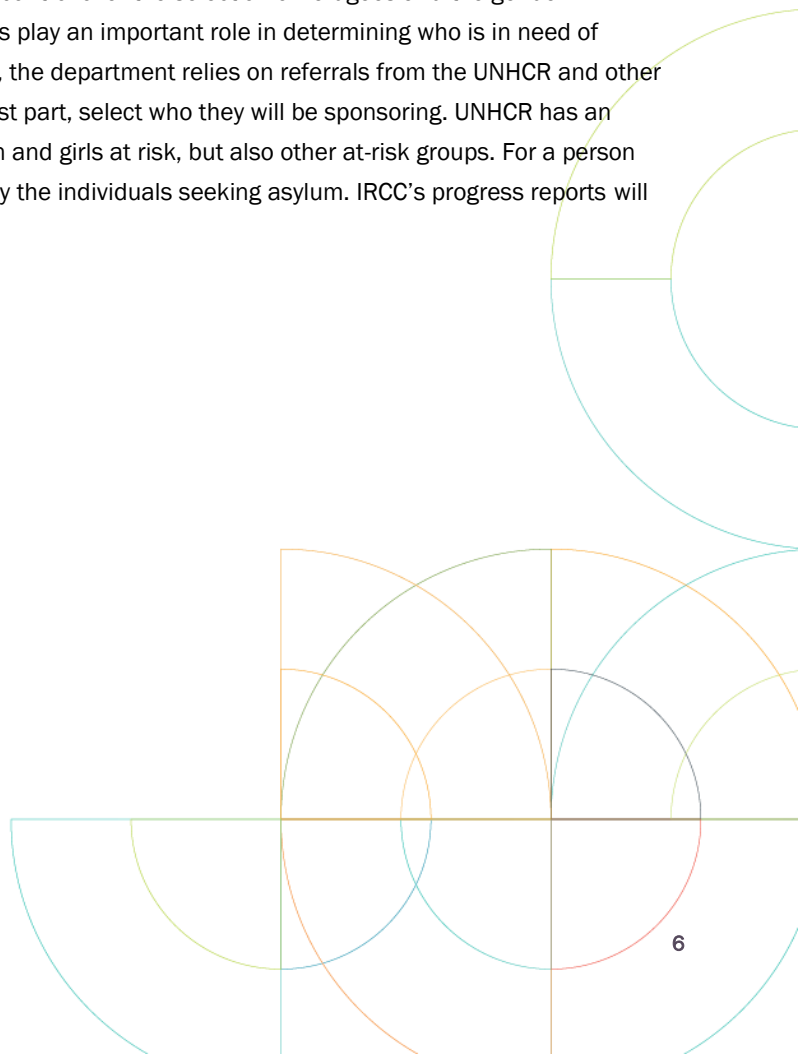 s play an important role in determining who is in need of
, the department relies on referrals from the UNHCR and other
st part, select who they will be sponsoring. UNHCR has an
n and girls at risk, but also other at-risk groups. For a person
y the individuals seeking asylum. IRCC's progress reports will
6